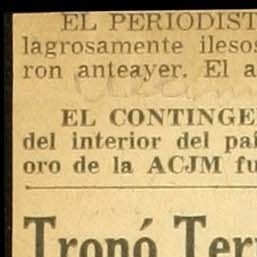 EL PERIODIST
lagrosamente ileso
ron anteayer. El a
EL CONTINGE
del interior del paí
oro de la ACJM fu
Tronó Ter